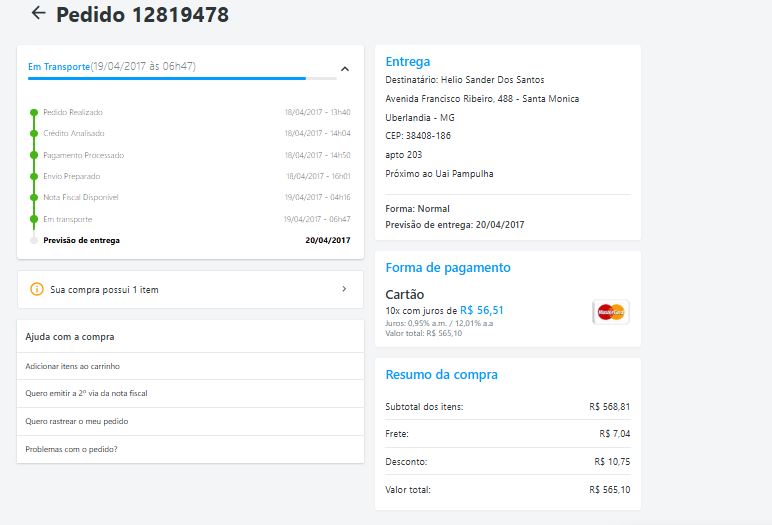 Pedido 12819478
Em Transporte(19/04/2017 às 06h47)
Pedido Realizado 18/04/2017 - 13h40
Crédito Analisado 18/04/2017 - 14h04
Pagamento Processado 18/04/2017 - 14h50
Envio Preparado 18/04/2017 - 16h01
Nota Fiscal Disponível 19/04/2017 - 04h16
Em transporte 19/04/2017 - 06h47
Previsão de entrega 20/04/2017
Sua compra possui 1 item
Ajuda com a compra
Adicionar itens ao carrinho
Quero emitir a 2ª via da nota fiscal
Quero rastrear o meu pedido
Problemas com o pedido?
Entrega
Destinatário: Helio Sander Dos Santos
Avenida Francisco Ribeiro, 488 - Santa Monica
Uberlandia - MG
CEP: 38408-186
apto 203
Próximo ao Uai Pampulha
Forma: Normal
Previsão de entrega: 20/04/2017
Forma de pagamento
Cartão
10x com juros de R$ 56,51
Juros: 0,95% a.m. / 12,01% a.a
Valor total: R$ 565,10
MasterCard
Resumo da compra
Subtotal dos itens: R$ 568,81
Frete: R$ 7,04
Desconto: R$ 10,75
Valor total: R$ 565,10